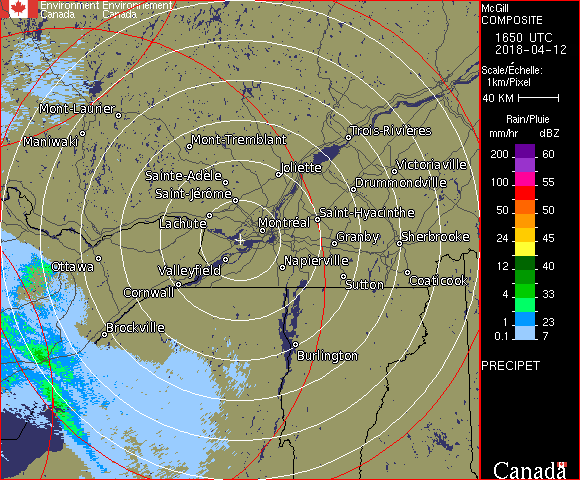 Environment Environnement
Canada Canada
Mont-Laurier
Maniwaki
Mont-Tremblant
Trois-Rivières
Joliette
Victoriaville
Sainte-Adèle
Drummondville
Saint-Jérôme
Lachute
Saint-Hyacinthe
Montréal
Granby
Sherbrooke
Ottawa
Valleyfield
Napierville
Cornwall
Sutton
Coaticook
Brockville
Burlington
McGill
COMPOSITE
1650 UTC
2018-04-12
Scale/Échelle:
1km/Pixel
40 KM
Rain/Pluie
mm/hr dBZ
200 60
100 55
50 50
24 45
12 40
4 33
1 23
0.1 7
PRECIPET
Canada